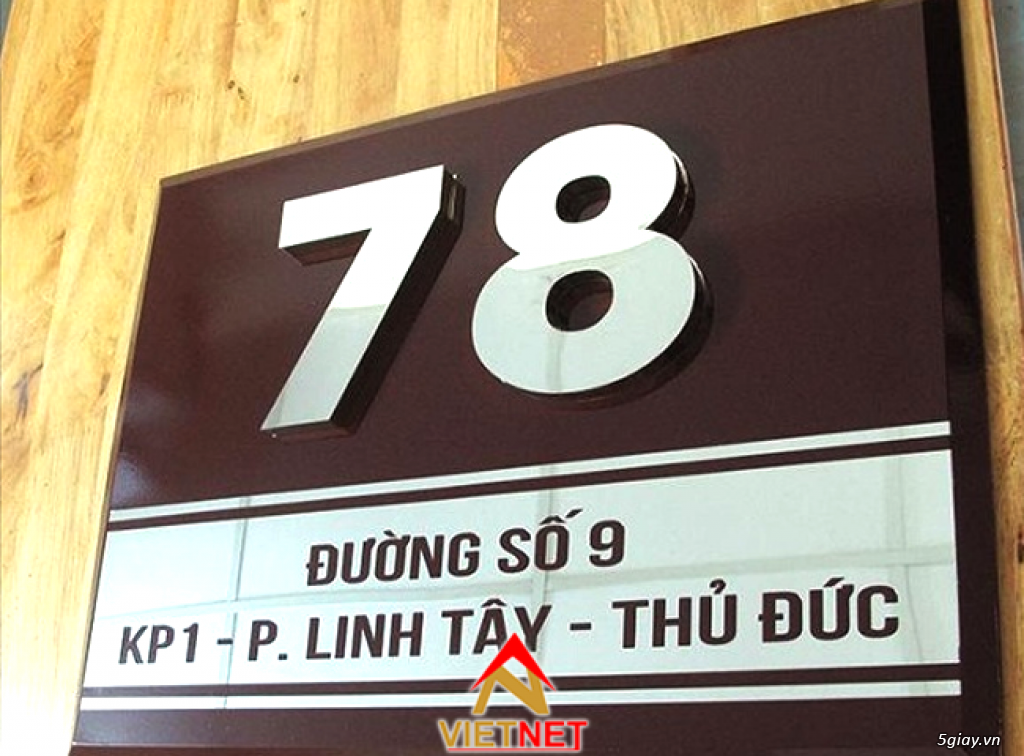 78
ĐƯỜNG SỐ 9
KP1 - P. LINH TÂY - THỦ ĐỨC
VIETNET
5giay.vn